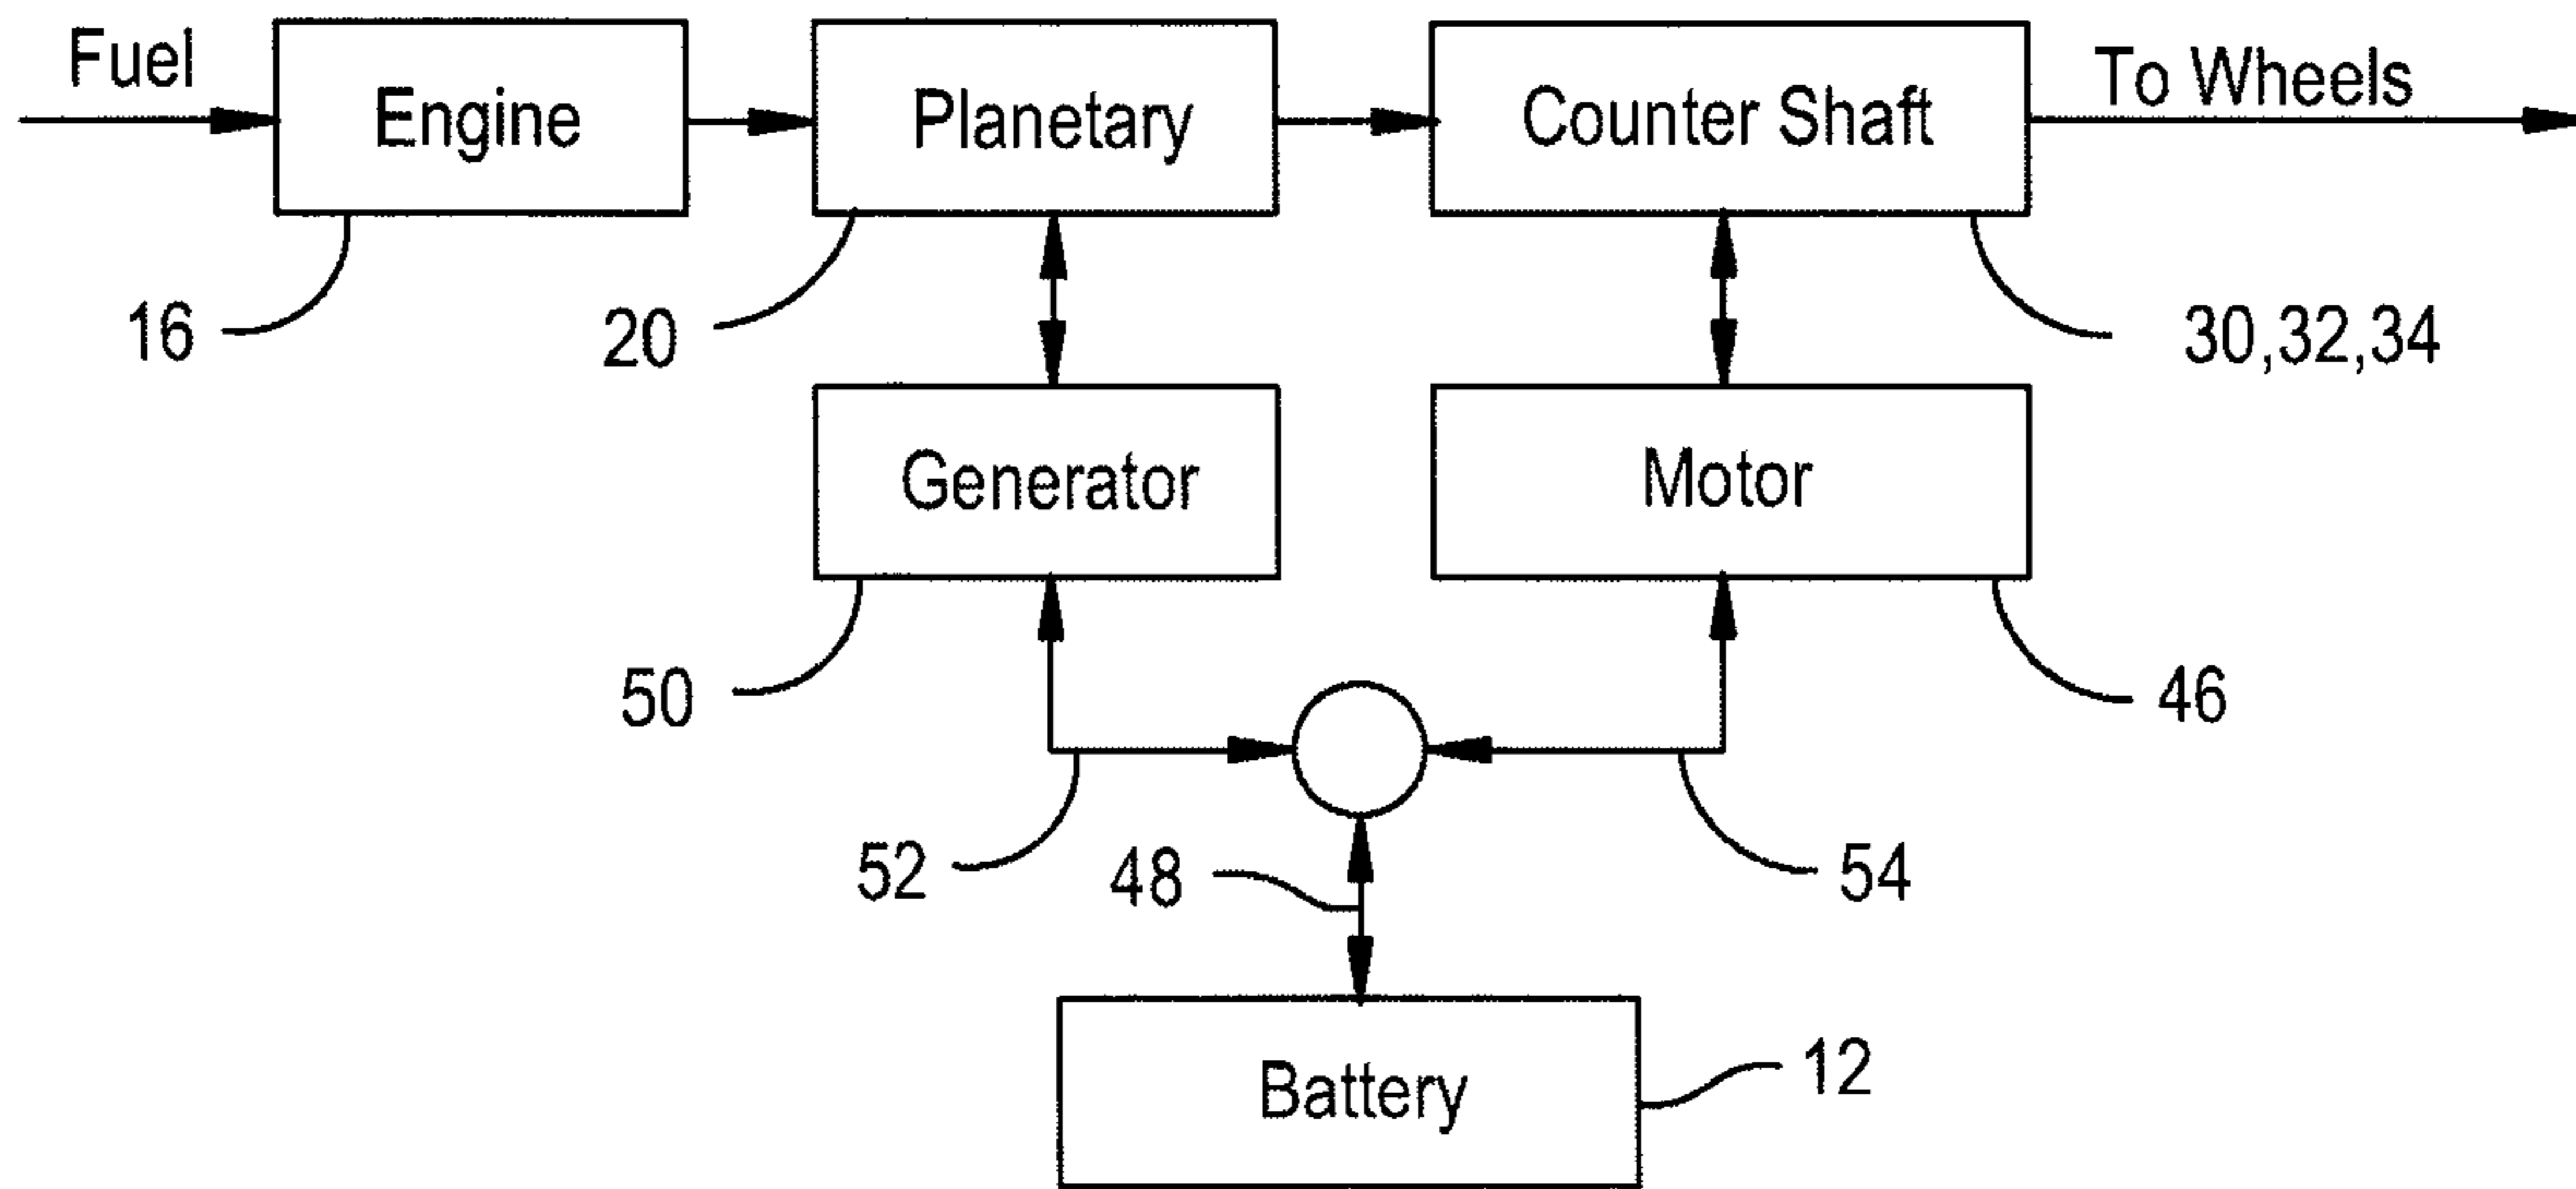 Fuel
Engine
Planetary
Counter Shaft
To Wheels
16
20
30,32,34
Generator
Motor
50
46
52
48
54
Battery
12